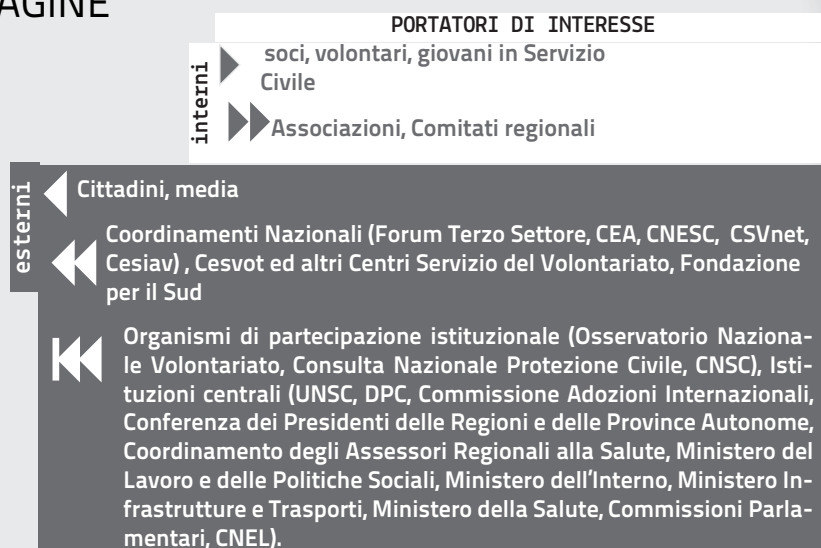 AGINE
PORTATORI DI INTERESSE
interni
soci, volontari, giovani in Servizio
Civile
Associazioni, Comitati regionali
esterni
Cittadini, media
Coordinamenti Nazionali (Forum Terzo Settore, CEA, CNESC, CSVnet,
Cesiav) , Cesvot ed altri Centri Servizio del Volontariato, Fondazione
per il Sud
Organismi di partecipazione istituzionale (Osservatorio Naziona-
le Volontariato, Consulta Nazionale Protezione Civile, CNSC), Isti-
tuzioni centrali (UNSC, DPC, Commissione Adozioni Internazionali,
Conferenza dei Presidenti delle Regioni e delle Province Autonome,
Coordinamento degli Assessori Regionali alla Salute, Ministero del
Lavoro e delle Politiche Sociali, Ministero dell'Interno, Ministero In-
frastrutture e Trasporti, Ministero della Salute, Commissioni Parla-
mentari, CNEL).